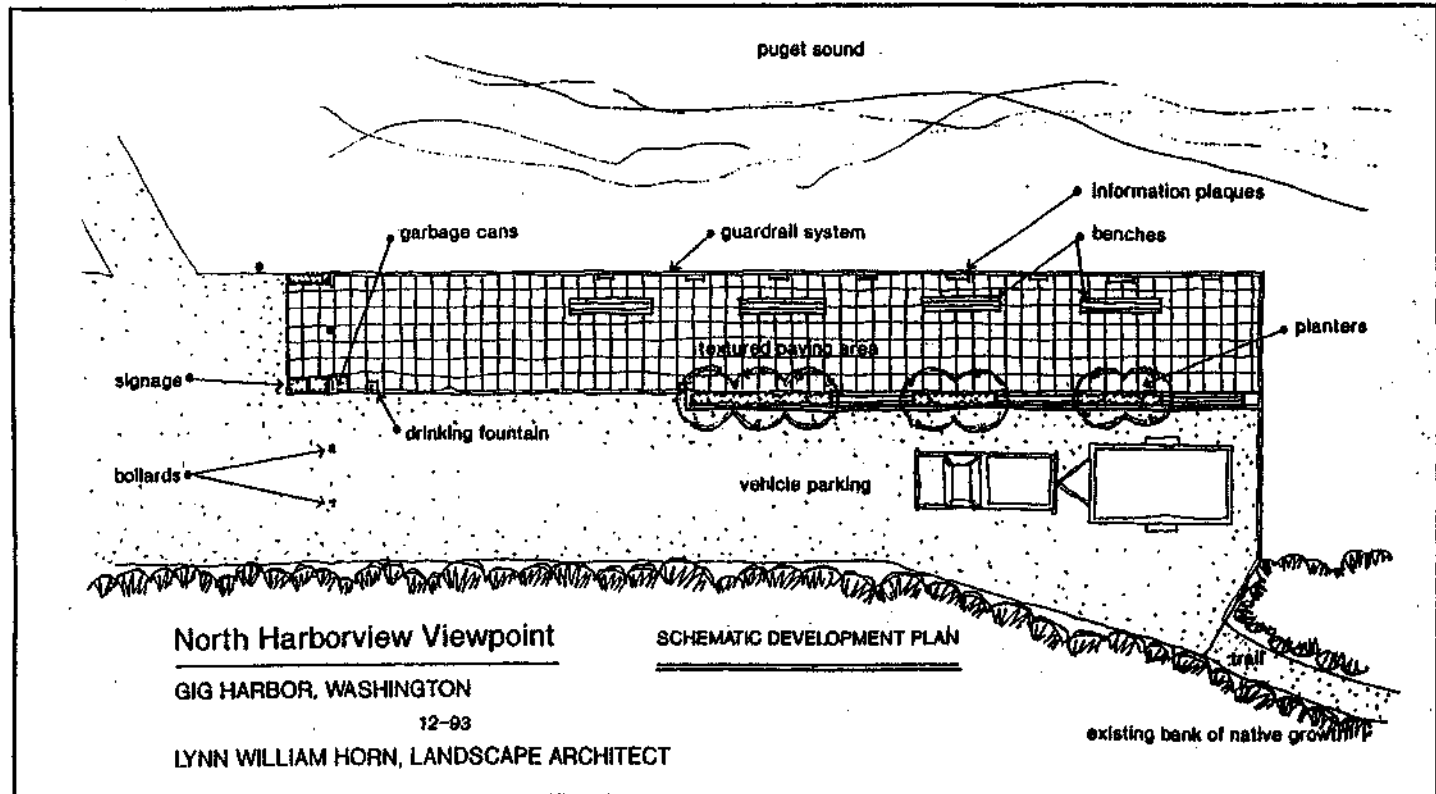 puget sound
information plaques
garbage cans
guardrail system
benches
planters
textured paving area
signage
drinking fountain
bollards
vehicle parking
North Harborview Viewpoint
SCHEMATIC DEVELOPMENT PLAN
trail
GIG HARBOR, WASHINGTON
12-93
existing bank of native growth
LYNN WILLIAM HORN, LANDSCAPE ARCHITECT